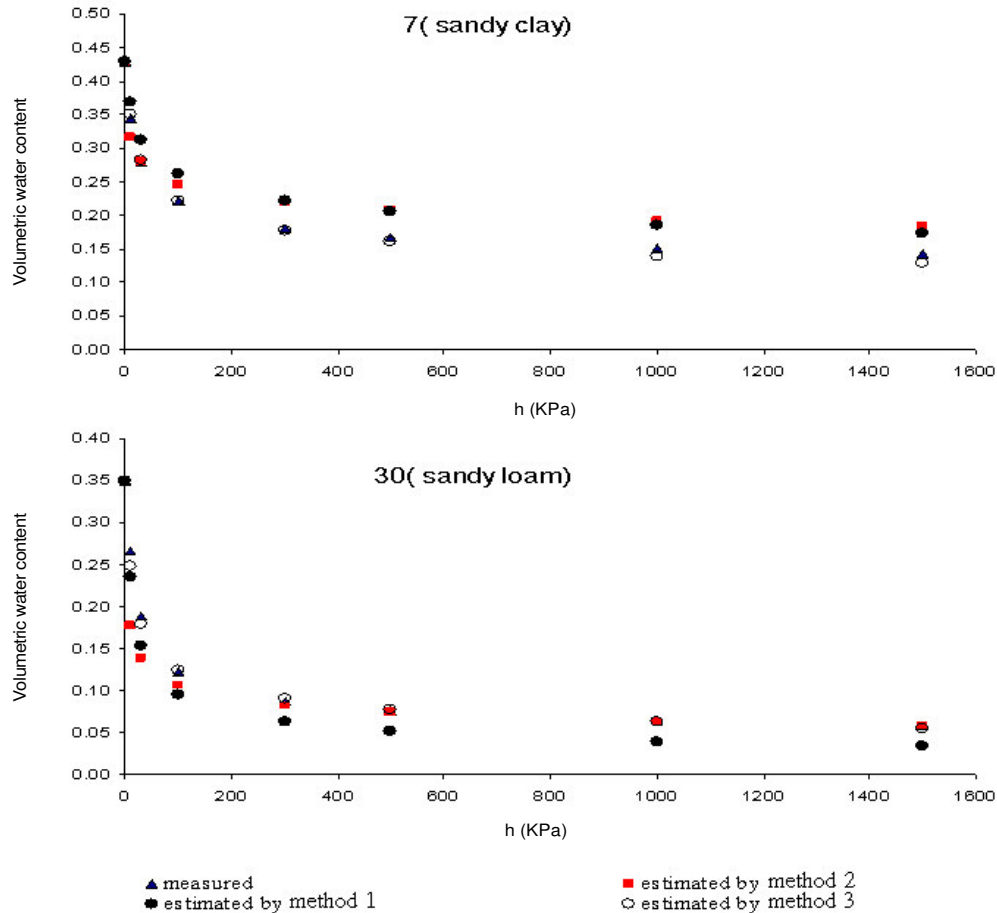 7( sandy clay)
Volumetric water content
0.50
0.45
0.40
0.35
0.30
0.25
0.20
0.15
0.10
0.05
0.00
0 200 400 600 800 1000 1200 1400 1600
h (KPa)
30( sandy loam)
Volumetric water content
0.40
0.35
0.30
0.25
0.20
0.15
0.10
0.05
0.00
0 200 400 600 800 1000 1200 1400 1600
h (KPa)
measured
estimated by method 2
estimated by method 1
estimated by method 3